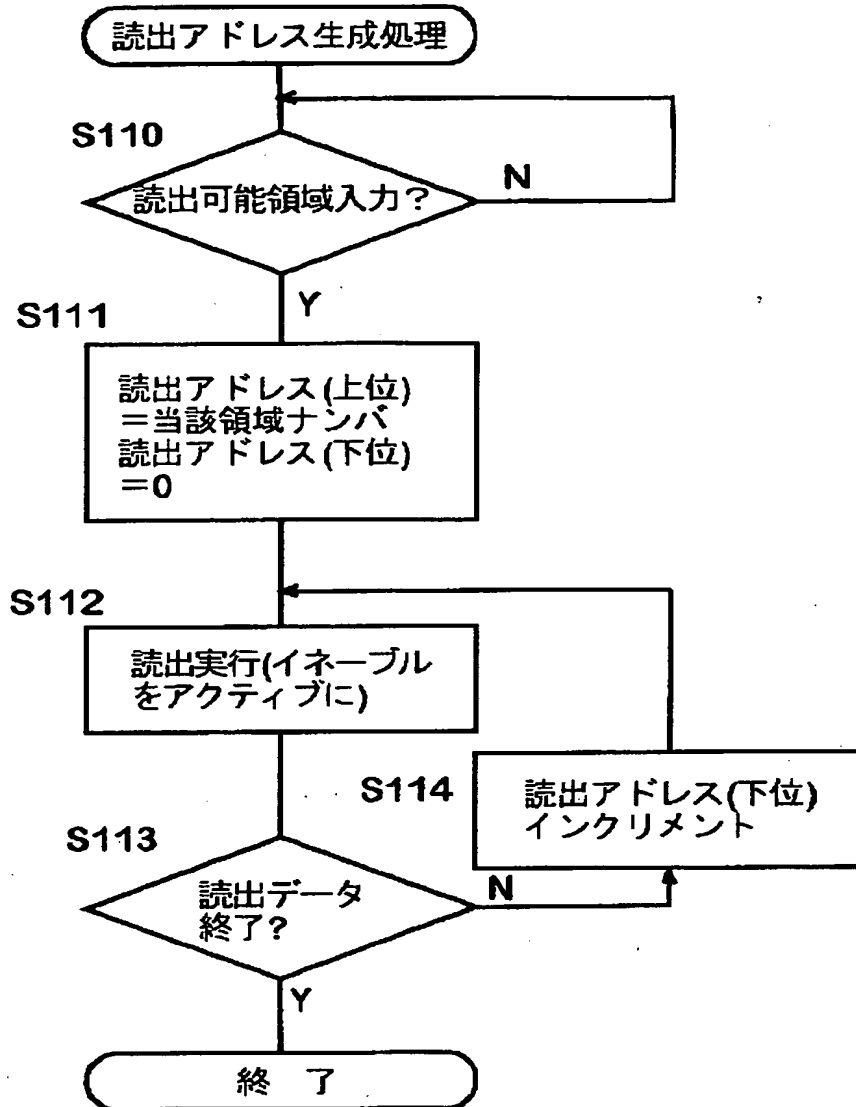 読出アドレス生成処理
S110
読出可能領域入力?
N
Y
S111
読出アドレス(上位)
=当該領域ナンバ
読出アドレス(下位)
=0
S112
読出実行(イネーブル
をアクティブに)
S114
読出アドレス(下位)
インクリメント
S113
読出データ
終了?
N
Y
終 了